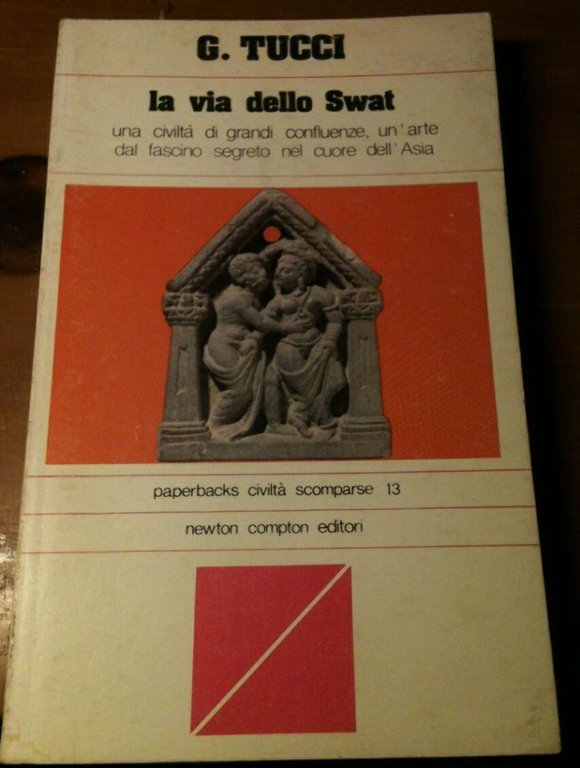 G. TUCCI
la via dello Swat
una civiltà di grandi confluenze, un'arte
dal fascino segreto nel cuore dell'Asia
paperbacks civiltà scomparse 13
newton compton editori